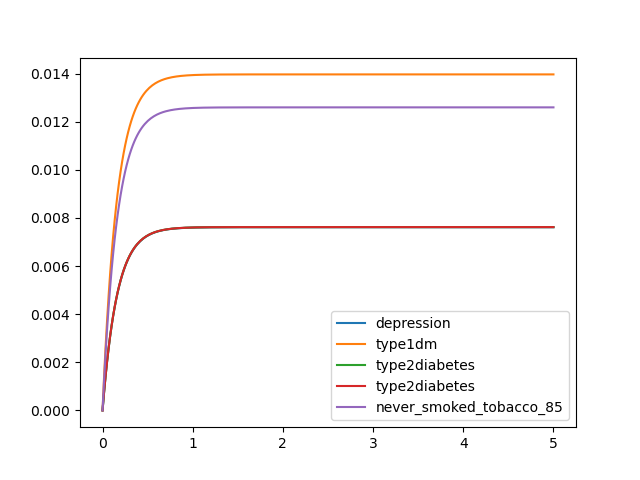 0.014
0.012
0.010
0.008
0.006
0.004
0.002
0.000
depression
type1dm
type2diabetes
type2diabetes
never_smoked_tobacco_85
0 1 2 3 4 5